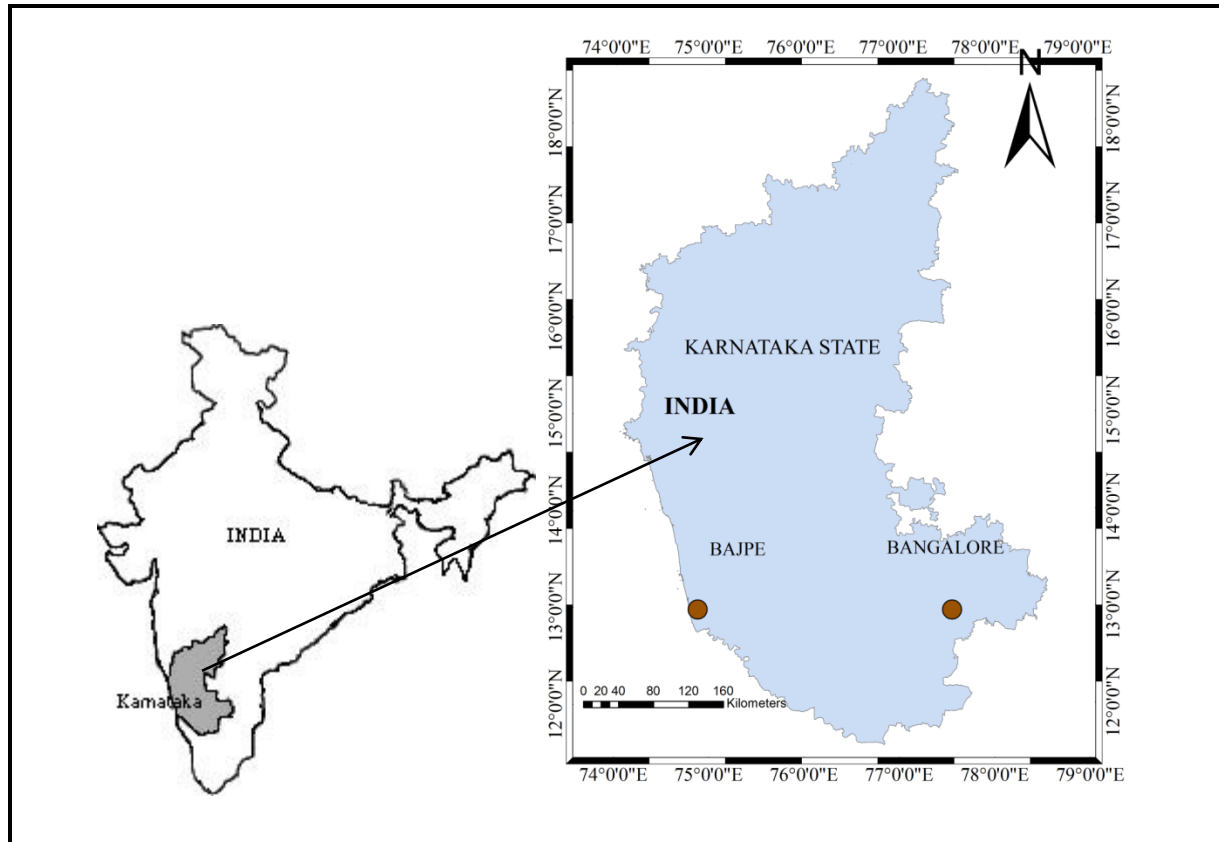 74°0'0"E 75°0'0"E 76°0'0"E 77°0'0"E 78°0'0"E 79°0'0"E
N
18°0'0"N
18°0'0"N
17°0'0"N
17°0'0"N
16°0'0"N
16°0'0"N
KARNATAKA STATE
INDIA
15°0'0"N
15°0'0"N
14°0'0"N
14°0'0"N
INDIA
BAJPE
BANGALORE
13°0'0"N
13°0'0"N
Karnataka
0 20 40 80 120 160
Kilometers
12°0'0"N
12°0'0"N
74°0'0"E 75°0'0"E 76°0'0"E 77°0'0"E 78°0'0"E 79°0'0"E